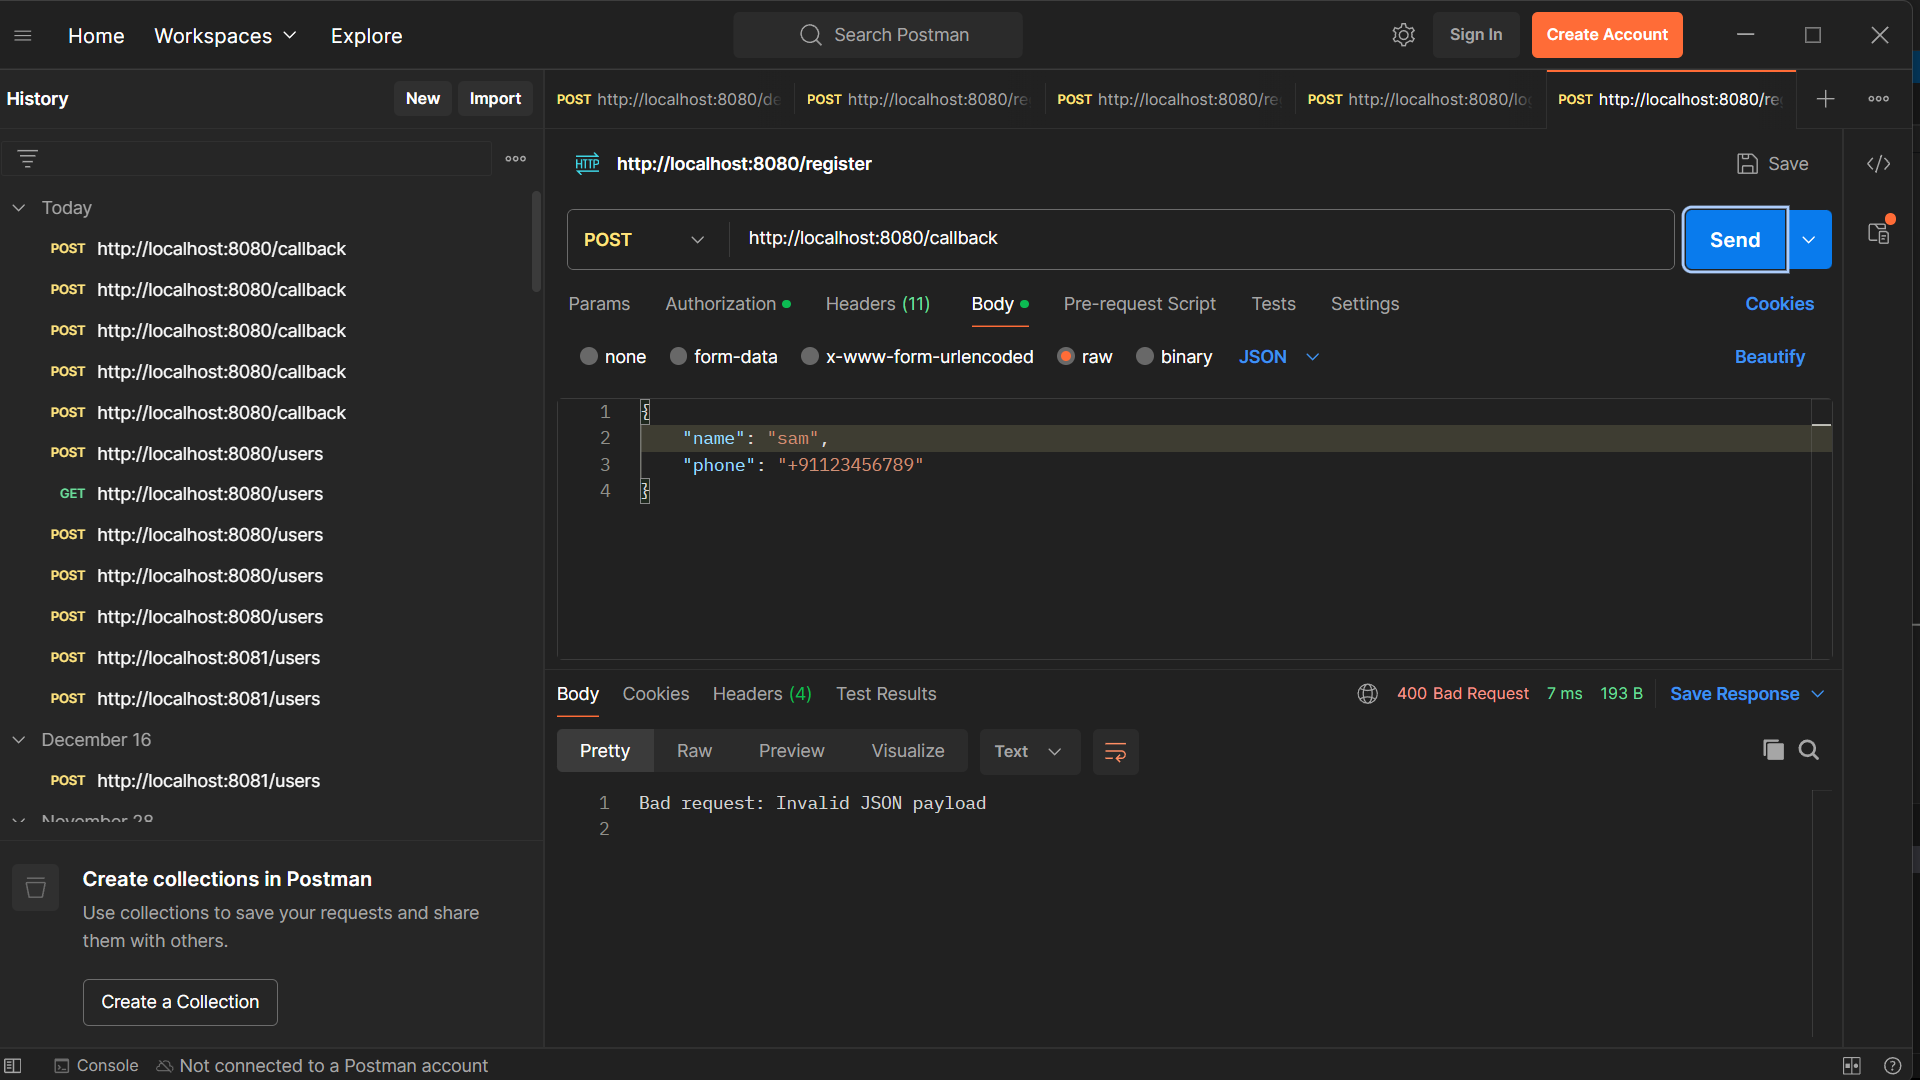 Home Workspaces Explore Search Postman Sign In Create Account
History New Import
POST http://localhost:8080/de POST http://localhost:8080/re POST http://localhost:8080/re POST http://localhost:8080/lo POST http://localhost:8080/re
HTTP http://localhost:8080/register Save
Today
POST http://localhost:8080/callback
POST http://localhost:8080/callback
POST http://localhost:8080/callback
POST http://localhost:8080/callback
POST http://localhost:8080/callback
POST http://localhost:8080/users
GET http://localhost:8080/users
POST http://localhost:8080/users
POST http://localhost:8080/users
POST http://localhost:8080/users
POST http://localhost:8081/users
POST http://localhost:8081/users
December 16
POST http://localhost:8081/users
November 28
Create collections in Postman
Use collections to save your requests and share
them with others.
Create a Collection
POST http://localhost:8080/callback Send
Params Authorization Headers (11) Body Pre-request Script Tests Settings Cookies
none form-data x-www-form-urlencoded raw binary JSON Beautify
1 {
2 "name": "sam",
3 "phone": "+91123456789"
4 }
Body Cookies Headers (4) Test Results 400 Bad Request 7 ms 193 B Save Response
Pretty Raw Preview Visualize Text
1 Bad request: Invalid JSON payload
2
Console Not connected to a Postman account